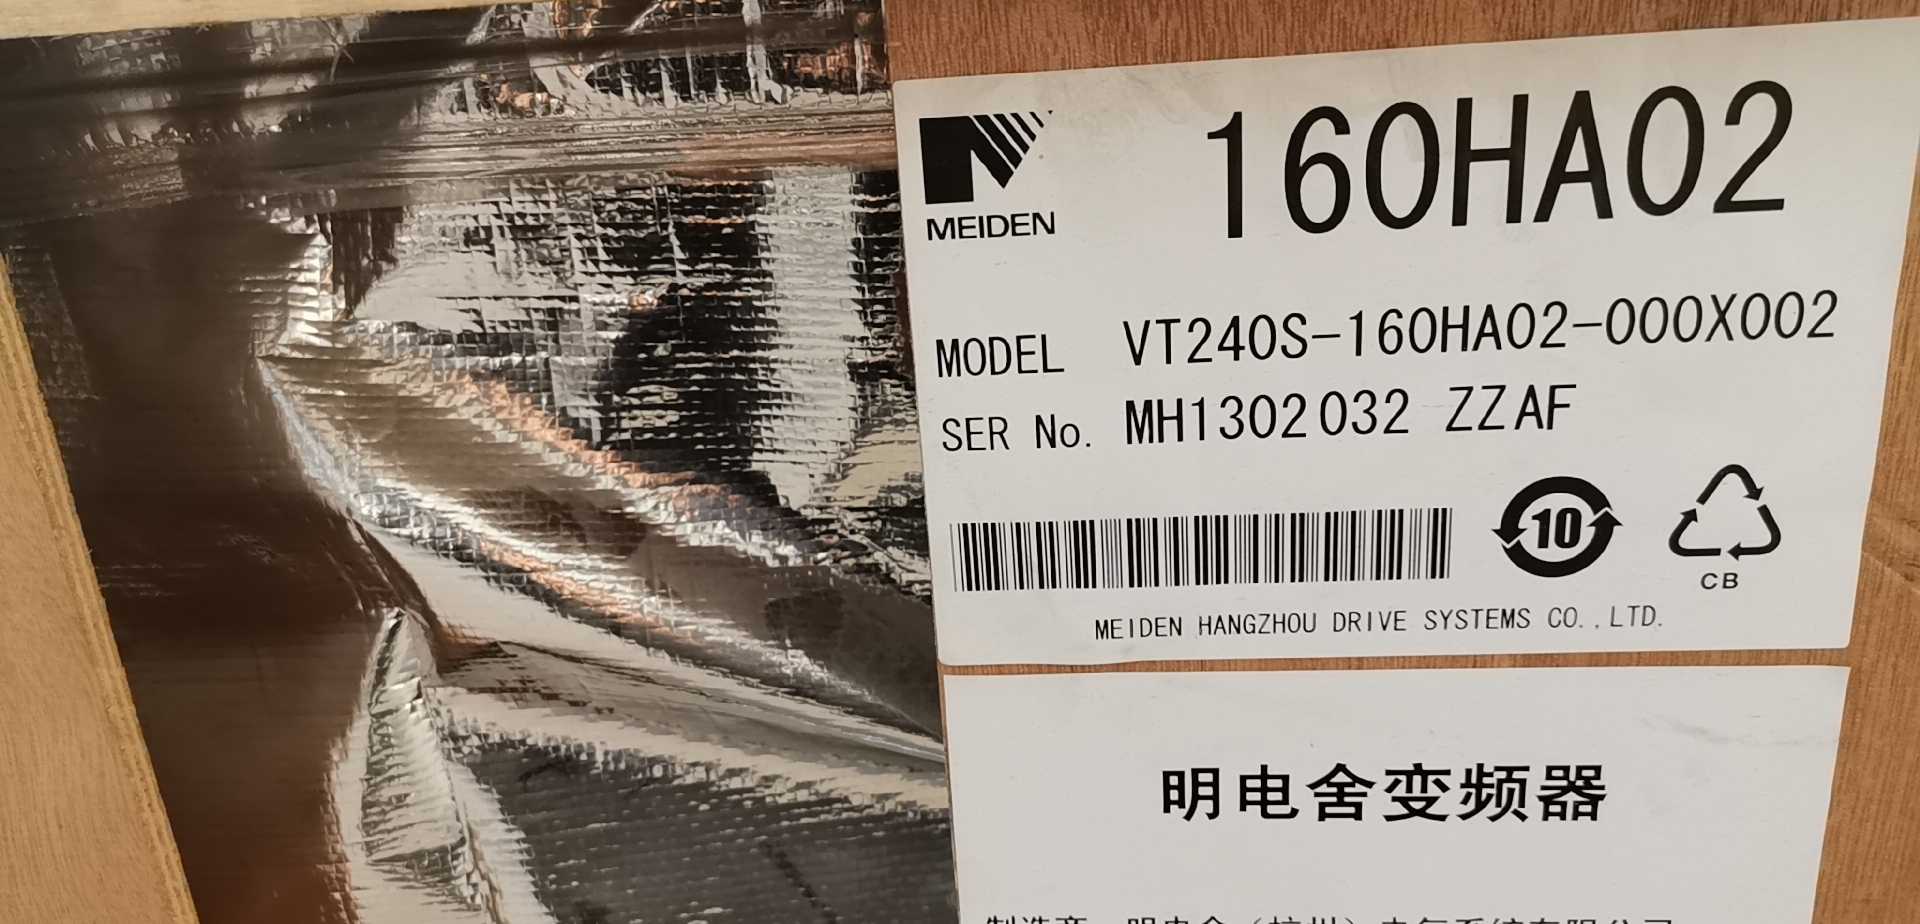 160HA02
MEIDEN
MODEL VT240S-160HA02-000X002
SER No. MH1302032 ZZAF
10
CB
MEIDEN HANGZHOU DRIVE SYSTEMS CO.,LTD.
明电舍变频器